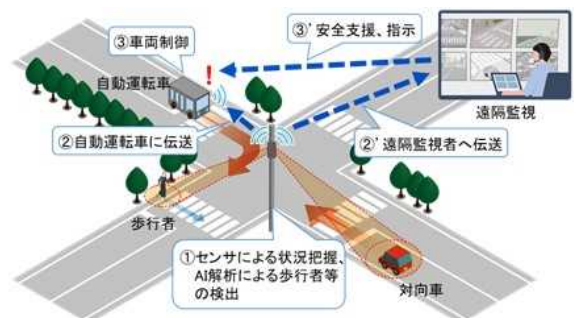 ③車両制御
③’安全支援、指示
自動運転車
!
遠隔監視
②自動運転車に伝送
②’遠隔監視者へ伝送
歩行者
①センサによる状況把握、
AI解析による歩行者等
の検出
対向車